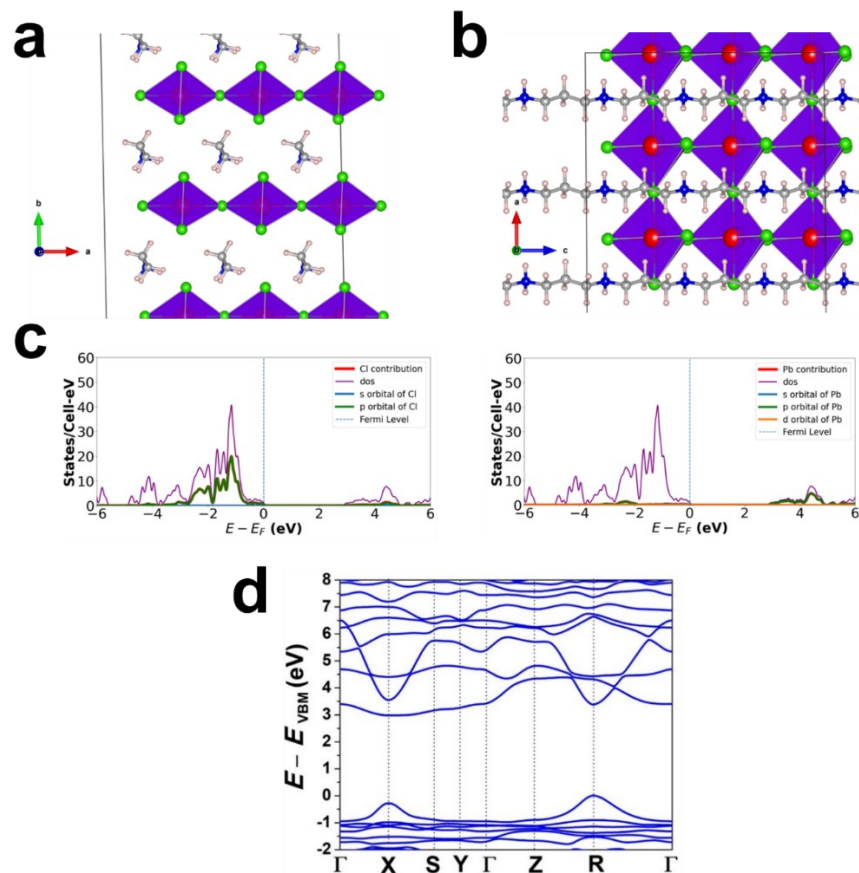 a
b
b
a
a
c
c
60
50
40
30
20
10
0
States/Cell-eV
Cl contribution
dos
s orbital of Cl
p orbital of Cl
Fermi Level
−6 −4 −2 0 2 4 6
E − E_F (eV)
60
50
40
30
20
10
0
States/Cell-eV
Pb contribution
dos
s orbital of Pb
p orbital of Pb
d orbital of Pb
Fermi Level
−6 −4 −2 0 2 4 6
E − E_F (eV)
d
8
7
6
5
4
3
2
1
0
-1
-2
E − E_VBM (eV)
Γ X S Y Γ Z R Γ